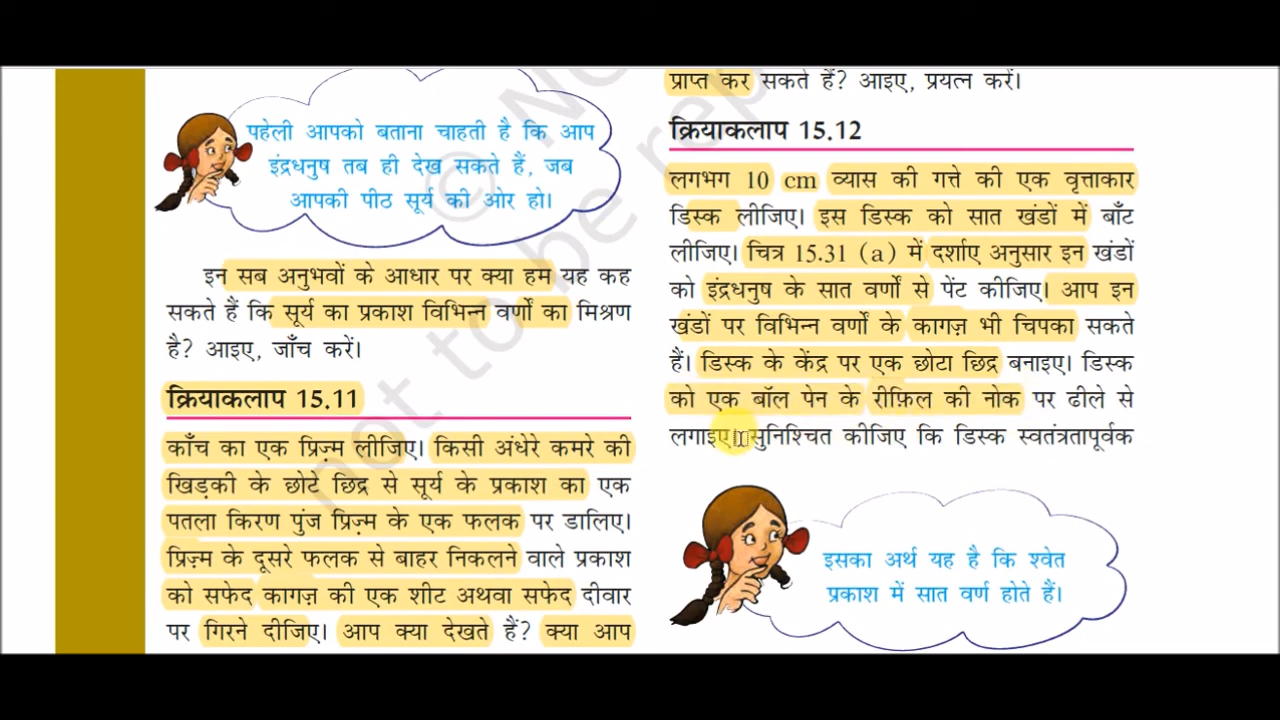 पहेली आपको बताना चाहती है कि आप
इंद्रधनुष तब ही देख सकते हैं, जब
आपकी पीठ सूर्य की ओर हो।
इन सब अनुभवों के आधार पर क्या हम यह कह
सकते हैं कि सूर्य का प्रकाश विभिन्न वर्णों का मिश्रण
है? आइए, जाँच करें।
क्रियाकलाप 15.11
काँच का एक प्रिज़्म लीजिए। किसी अंधेरे कमरे की
खिड़की के छोटे छिद्र से सूर्य के प्रकाश का एक
पतला किरण पुंज प्रिज़्म के एक फलक पर डालिए।
प्रिज़्म के दूसरे फलक से बाहर निकलने वाले प्रकाश
को सफेद कागज़ की एक शीट अथवा सफेद दीवार
पर गिरने दीजिए। आप क्या देखते हैं? क्या आप
प्राप्त कर सकते हैं? आइए, प्रयत्न करें।
क्रियाकलाप 15.12
लगभग 10 cm व्यास की गत्ते की एक वृत्ताकार
डिस्क लीजिए। इस डिस्क को सात खंडों में बाँट
लीजिए। चित्र 15.31 (a) में दर्शाए अनुसार इन खंडों
को इंद्रधनुष के सात वर्णों से पेंट कीजिए। आप इन
खंडों पर विभिन्न वर्णों के कागज़ भी चिपका सकते
हैं। डिस्क के केंद्र पर एक छोटा छिद्र बनाइए। डिस्क
को एक बॉल पेन के रीफ़िल की नोक पर ढीले से
लगाइए। सुनिश्चित कीजिए कि डिस्क स्वतंत्रतापूर्वक
इसका अर्थ यह है कि श्वेत
प्रकाश में सात वर्ण होते हैं।
© No
not to be rep